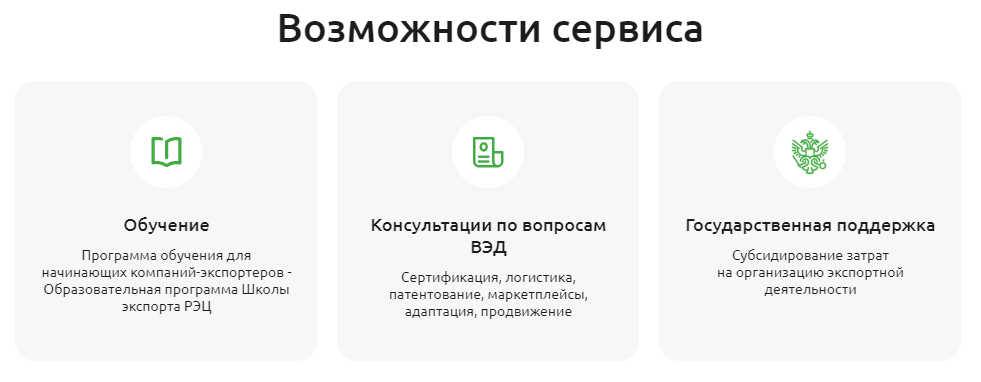 Возможности сервиса
Обучение
Программа обучения для
начинающих компаний-экспортеров -
Образовательная программа Школы
экспорта РЭЦ
Консультации по вопросам
ВЭД
Сертификация, логистика,
патентование, маркетплейсы,
адаптация, продвижение
Государственная поддержка
Субсидирование затрат
на организацию экспортной
деятельности